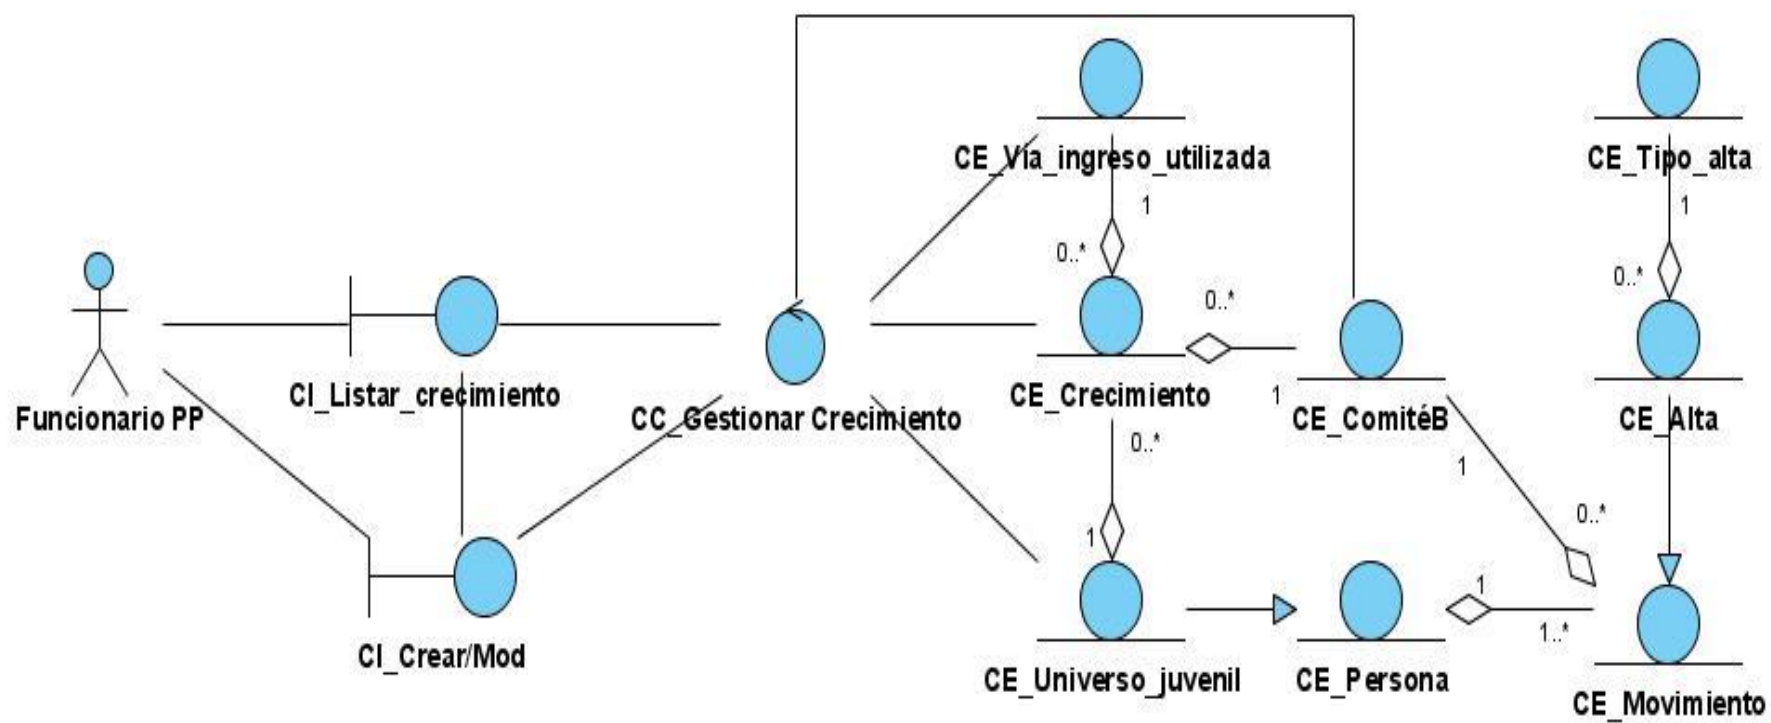 CE_Vía_ingreso_utilizada
CE_Tipo_alta
1
1
0..*
0..*
0..*
CI_Listar_crecimiento
CE_Crecimiento
1
Funcionario PP
CC_Gestionar Crecimiento
CE_ComitéB
CE_Alta
0..*
1
0..*
1
1
1..*
CI_Crear/Mod
CE_Universo_juvenil
CE_Persona
CE_Movimiento